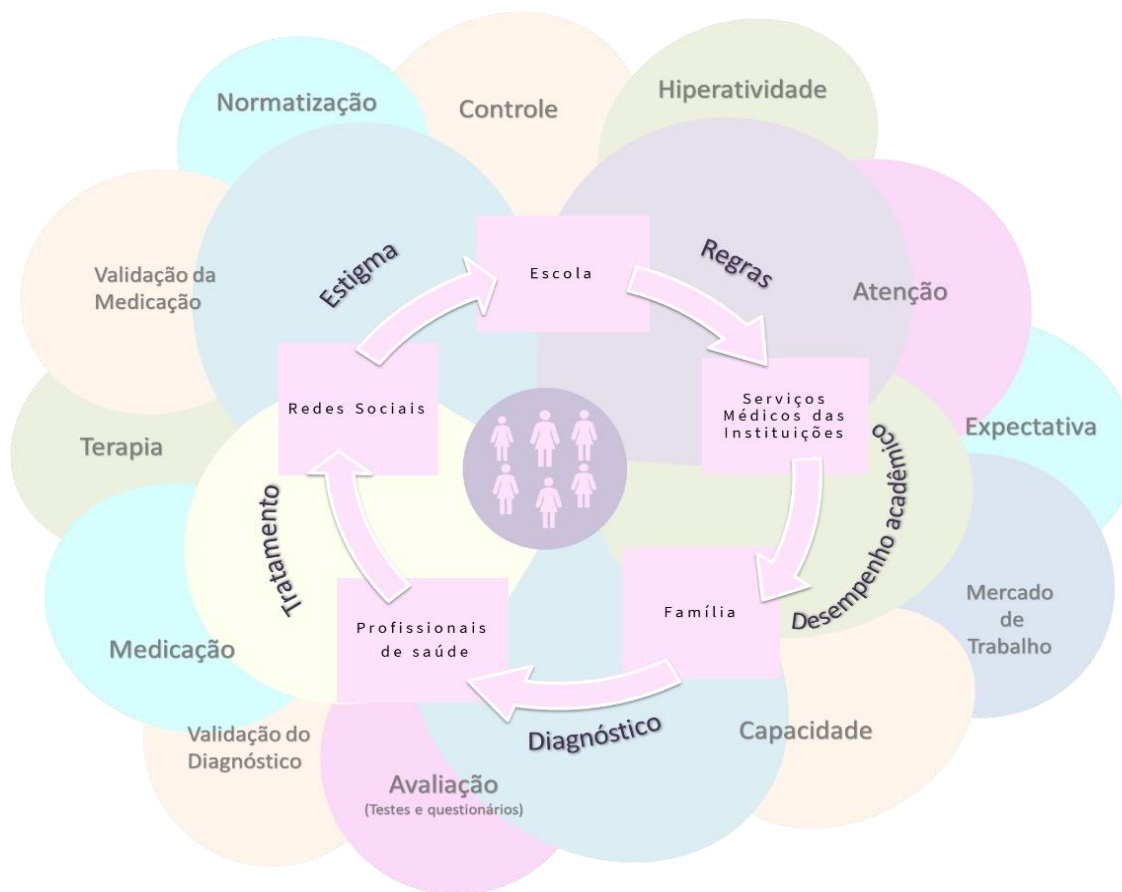 Normatização
Controle
Hiperatividade
Validação da
Medicação
Estigma
Escola
Regras
Atenção
Redes Sociais
Serviços
Médicos das
Instituições
Expectativa
Terapia
Tratamento
Desempenho acadêmico
Medicação
Profissionais
de saúde
Família
Mercado
de
Trabalho
Validação do
Diagnóstico
Diagnóstico
Capacidade
Avaliação
(Testes e questionários)